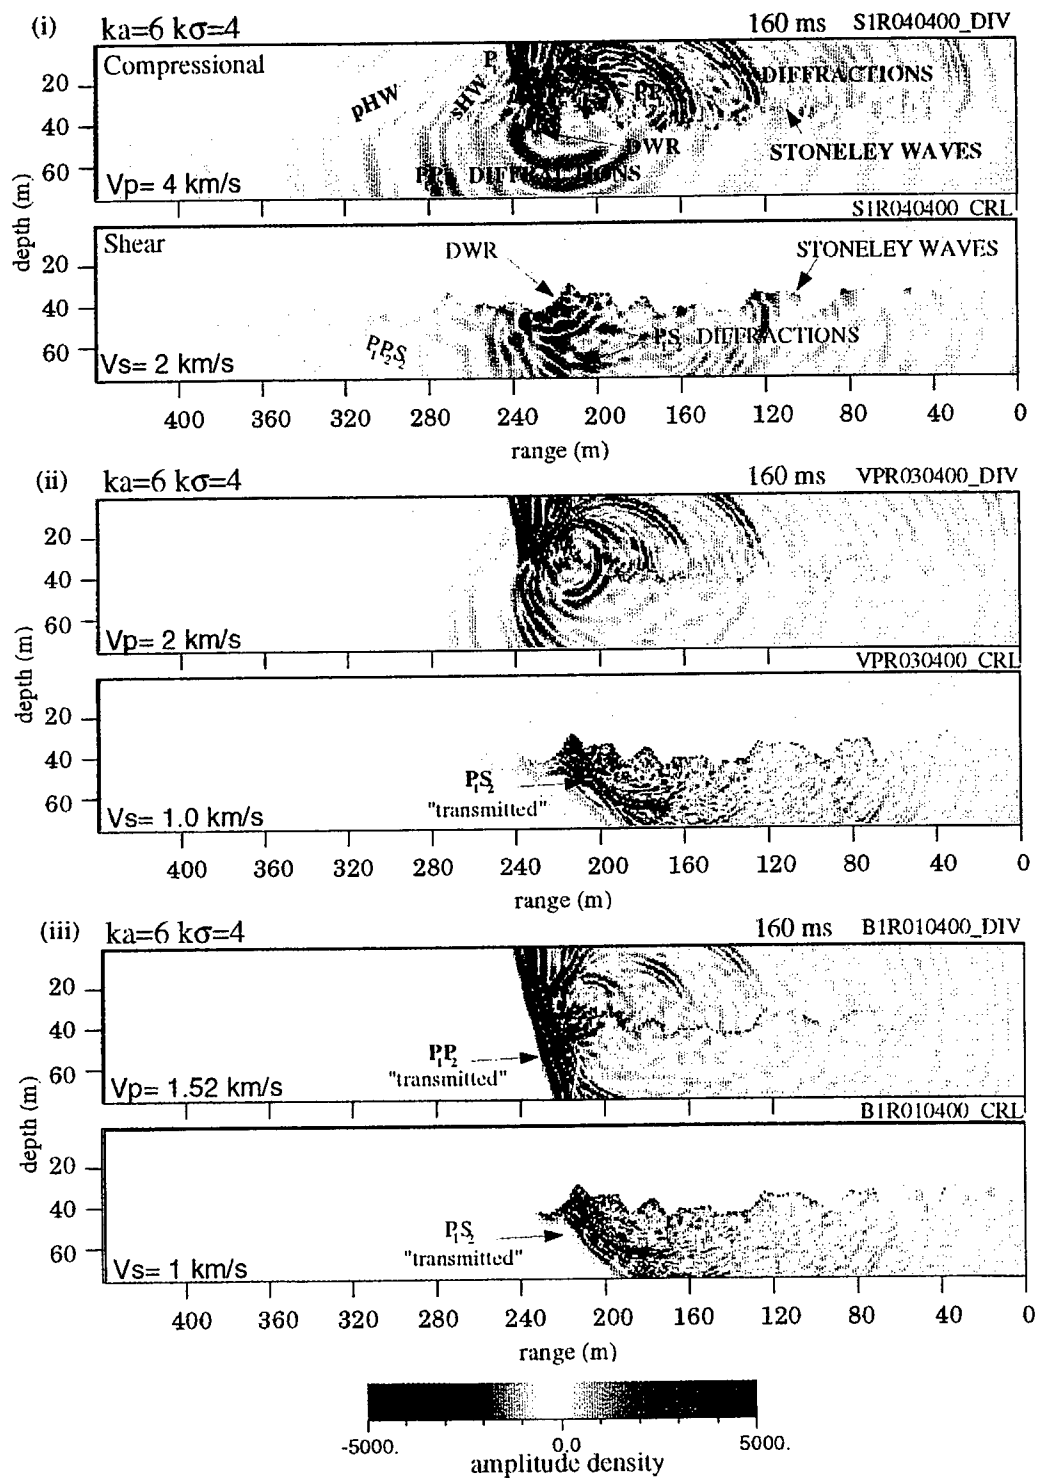 (i) ka=6 kσ=4 160 ms S1R040400_DIV
Compressional
P₁
DIFFRACTIONS
20
pHW
sHW
PP
40
DWR
STONELEY WAVES
60
Vp= 4 km/s
DIFFRACTIONS
depth (m)
S1R040400_CRL
Shear
DWR
STONELEY WAVES
20
40
P₁P₂S₂
P₁S₂ DIFFRACTIONS
60
Vs= 2 km/s
400 360 320 280 240 200 160 120 80 40 0
range (m)
(ii) ka=6 kσ=4 160 ms VPR030400_DIV
20
40
60
Vp= 2 km/s
depth (m)
VPR030400_CRL
20
40
P₁S₂
"transmitted"
60
Vs= 1.0 km/s
400 360 320 280 240 200 160 120 80 40 0
range (m)
(iii) ka=6 kσ=4 160 ms B1R010400_DIV
20
40
P₁P₂
"transmitted"
60
Vp= 1.52 km/s
depth (m)
B1R010400_CRL
20
40
P₁S₂
"transmitted"
60
Vs= 1 km/s
400 360 320 280 240 200 160 120 80 40 0
range (m)
-5000. 0.0 5000.
amplitude density